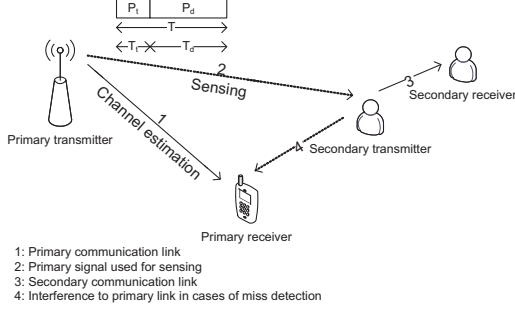 Pt Pd
T
Tt Td
2
Sensing
1
Channel estimation
3
Secondary receiver
Primary transmitter
4
Secondary transmitter
Primary receiver
1: Primary communication link
2: Primary signal used for sensing
3: Secondary communication link
4: Interference to primary link in cases of miss detection